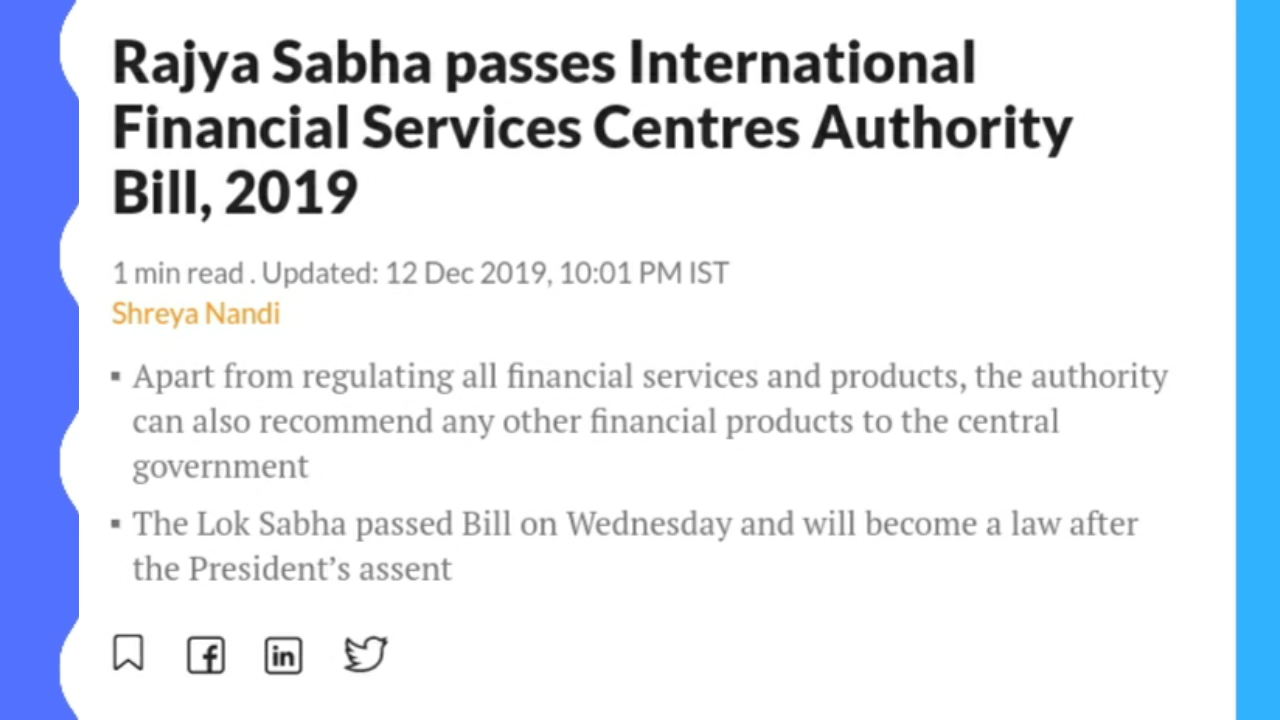 Rajya Sabha passes International
Financial Services Centres Authority
Bill, 2019
1 min read . Updated: 12 Dec 2019, 10:01 PM IST
Shreya Nandi
▪ Apart from regulating all financial services and products, the authority
can also recommend any other financial products to the central
government
▪ The Lok Sabha passed Bill on Wednesday and will become a law after
the President’s assent
f in